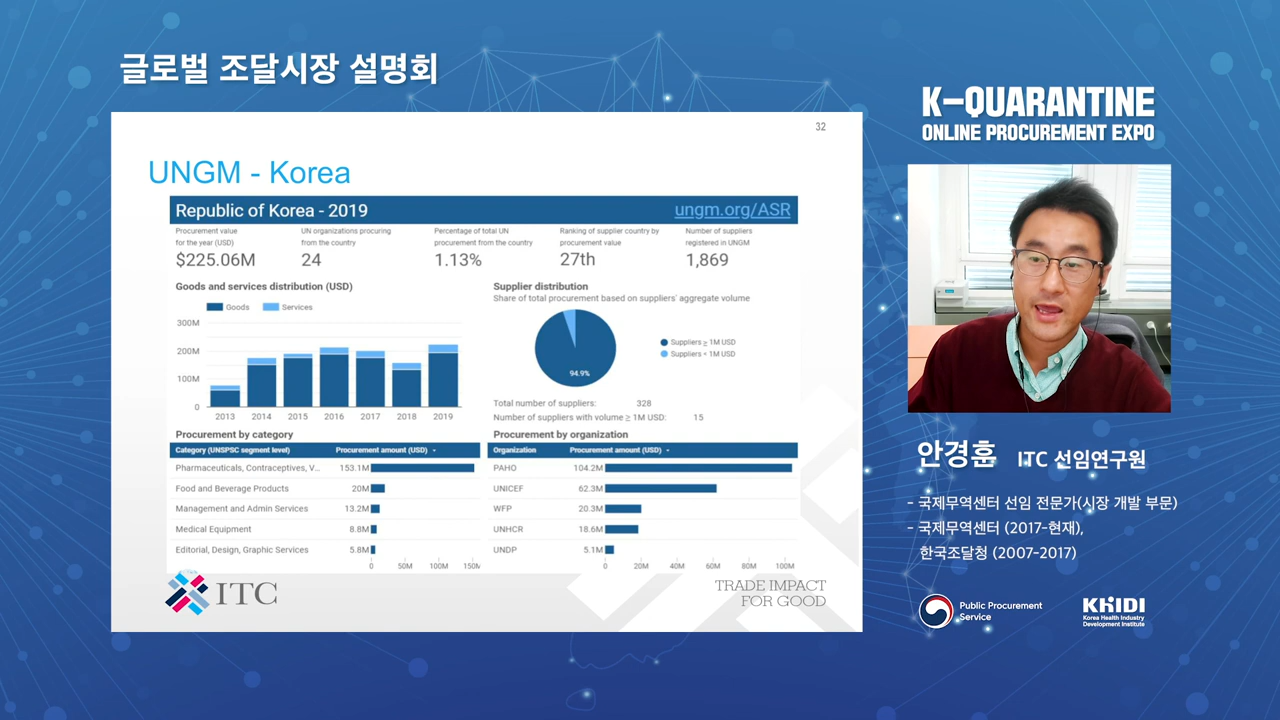 글로벌 조달시장 설명회
K-QUARANTINE
ONLINE PROCUREMENT EXPO
32
UNGM - Korea
Republic of Korea - 2019
ungm.org/ASR
Procurement value
for the year (USD)
$225.06M
UN organizations procuring
from the country
24
Percentage of total UN
procurement from the country
1.13%
Ranking of supplier country by
procurement value
27th
Number of suppliers
registered in UNGM
1,869
Goods and services distribution (USD)
Goods
Services
300M
200M
100M
0
2013 2014 2015 2016 2017 2018 2019
Supplier distribution
Share of total procurement based on suppliers' aggregate volume
94.9%
Suppliers ≥ 1M USD
Suppliers < 1M USD
Total number of suppliers: 328
Number of suppliers with volume ≥ 1M USD: 15
Procurement by category
Category (UNSPSC segment level) Procurement amount (USD)
Pharmaceuticals, Contraceptives, V... 153.1M
Food and Beverage Products 20M
Management and Admin Services 13.2M
Medical Equipment 8.8M
Editorial, Design, Graphic Services 5.8M
0 50M 100M 150M
Procurement by organization
Organization Procurement amount (USD)
PAHO 104.2M
UNICEF 62.3M
WFP 20.3M
UNHCR 18.6M
UNDP 5.1M
0 20M 40M 60M 80M 100M
ITC
TRADE IMPACT
FOR GOOD
안경훈 ITC 선임연구원
- 국제무역센터 선임 전문가(시장 개발 부문)
- 국제무역센터 (2017-현재),
한국조달청 (2007-2017)
Public Procurement
Service
KHIDI
Korea Health Industry
Development Institute